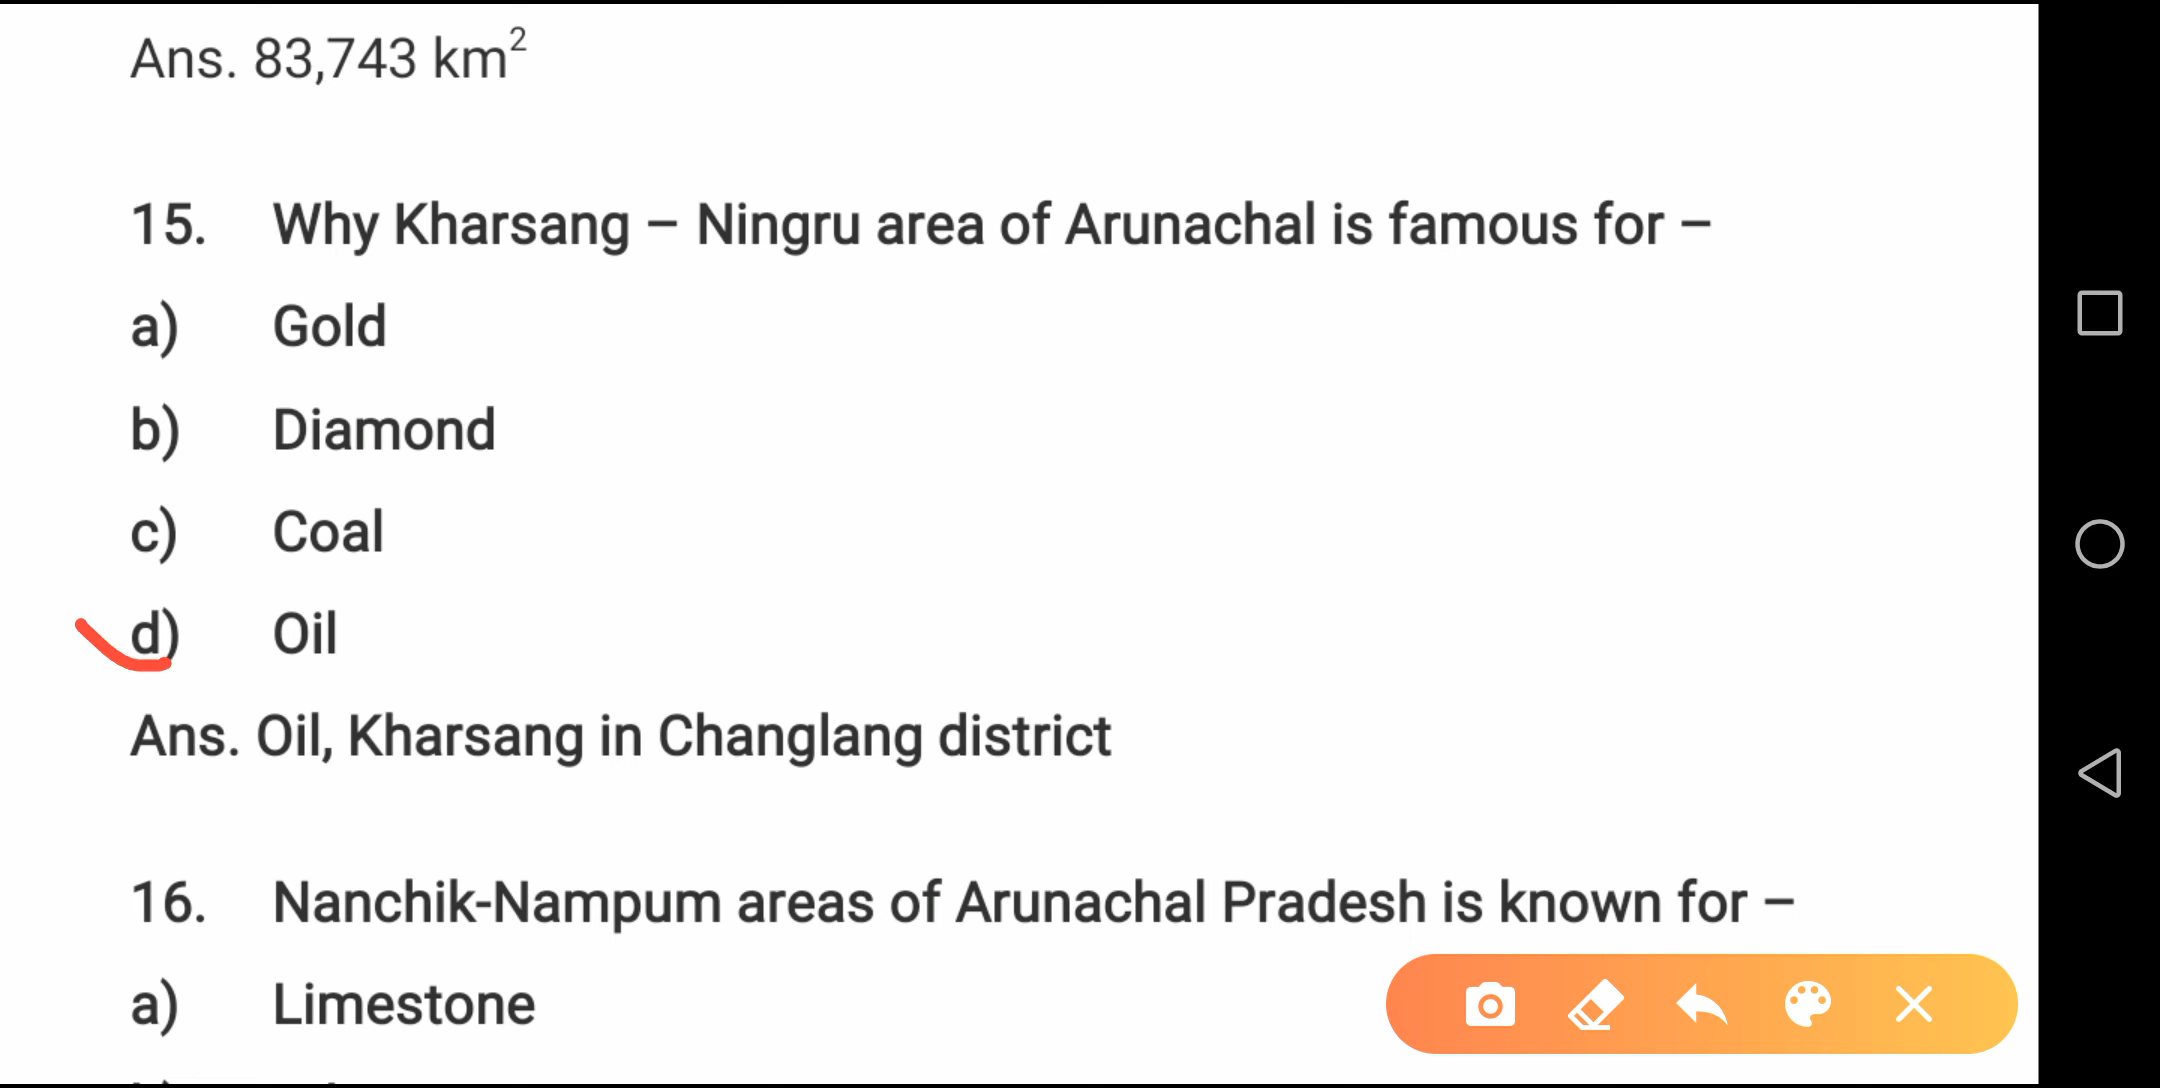 Ans. 83,743 km²
15. Why Kharsang – Ningru area of Arunachal is famous for –
a) Gold
b) Diamond
c) Coal
d) Oil
Ans. Oil, Kharsang in Changlang district
16. Nanchik-Nampum areas of Arunachal Pradesh is known for –
a) Limestone